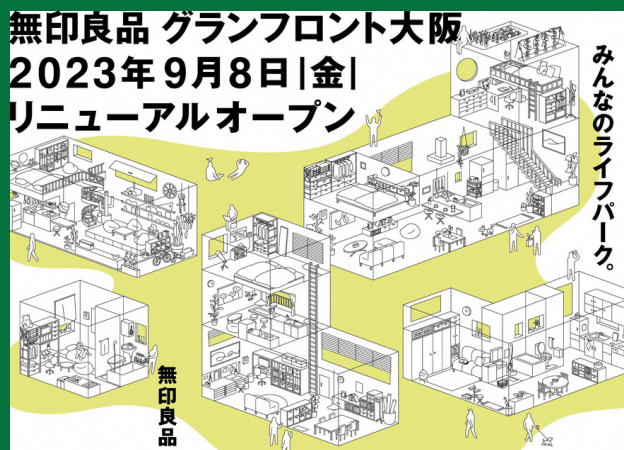 無印良品 グランフロント大阪
2023年9月8日|金|
リニューアルオープン
みんなのライフパーク。
無印良品